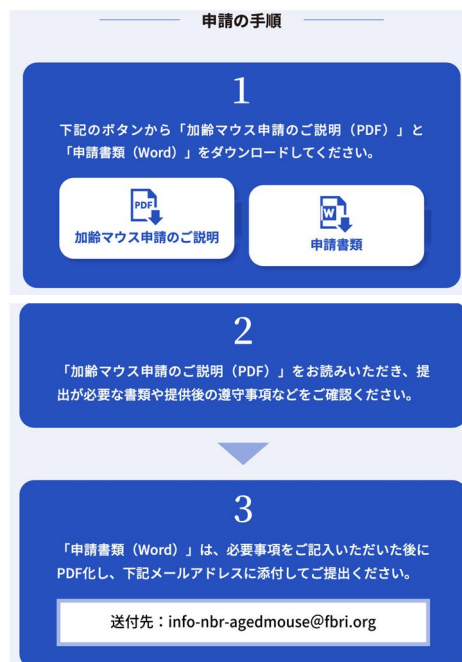 申請の手順
1
下記のボタンから「加齢マウス申請のご説明（PDF）」と
「申請書類（Word）」をダウンロードしてください。
PDF
加齢マウス申請のご説明
W
申請書類
2
「加齢マウス申請のご説明（PDF）」をお読みいただき、提
出が必要な書類や提供後の遵守事項などをご確認ください。
3
「申請書類（Word）」は、必要事項をご記入いただいた後に
PDF化し、下記メールアドレスに添付してご提出ください。
送付先：info-nbr-agedmouse@fbri.org